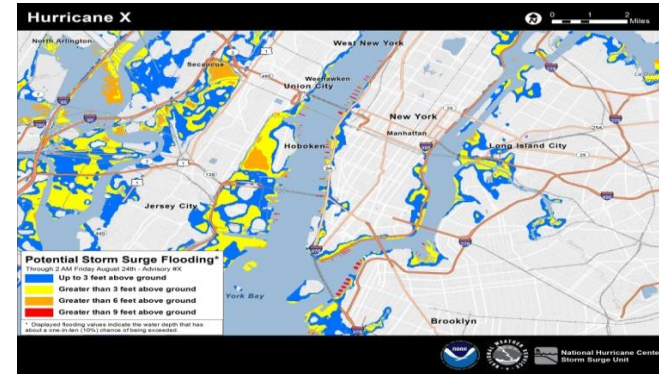 Hurricane X
0 1 2
Miles
North Arlington
West New York
Secaucus
Weehawken
Union City
New York
Manhattan
Long Island City
Hoboken
Jersey City
Potential Storm Surge Flooding*
Through 2 AM Friday August 24th - Advisory #X
Up to 3 feet above ground
Greater than 3 feet above ground
Greater than 6 feet above ground
Greater than 9 feet above ground
* Displayed flooding values indicate the water depth that has
about a one-in-ten (10%) chance of being exceeded.
York Bay
Brooklyn
National Hurricane Center
Storm Surge Unit